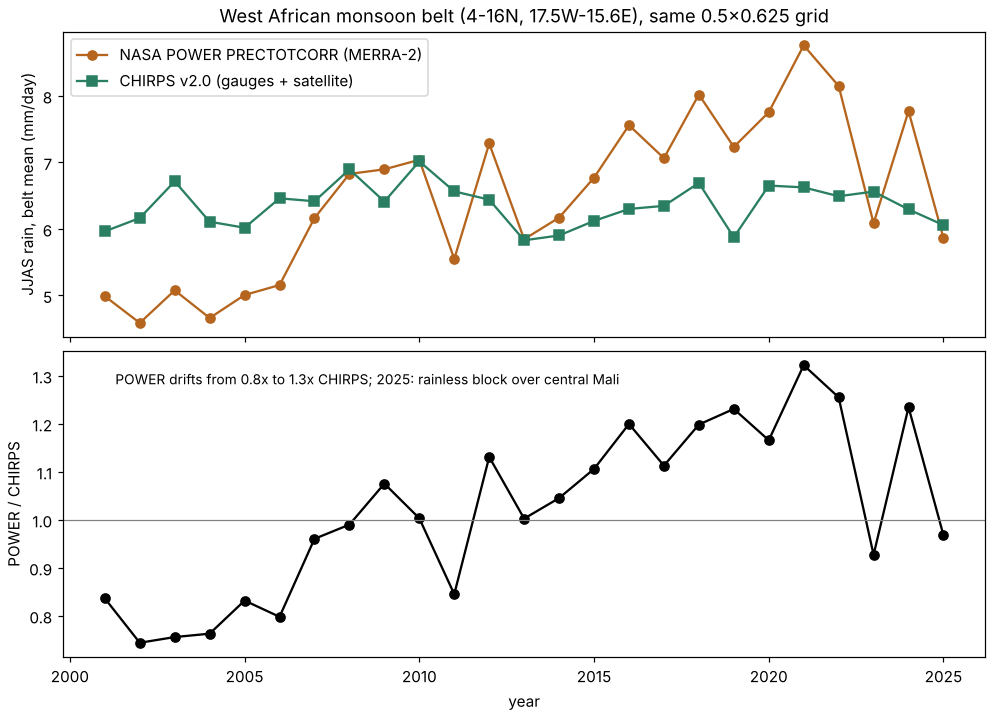 West African monsoon belt (4-16N, 17.5W-15.6E), same 0.5×0.625 grid
NASA POWER PRECTOTCORR (MERRA-2)
CHIRPS v2.0 (gauges + satellite)
JJAS rain, belt mean (mm/day)
8
7
6
5
POWER drifts from 0.8x to 1.3x CHIRPS; 2025: rainless block over central Mali
POWER / CHIRPS
1.3
1.2
1.1
1.0
0.9
0.8
2000 2005 2010 2015 2020 2025
year